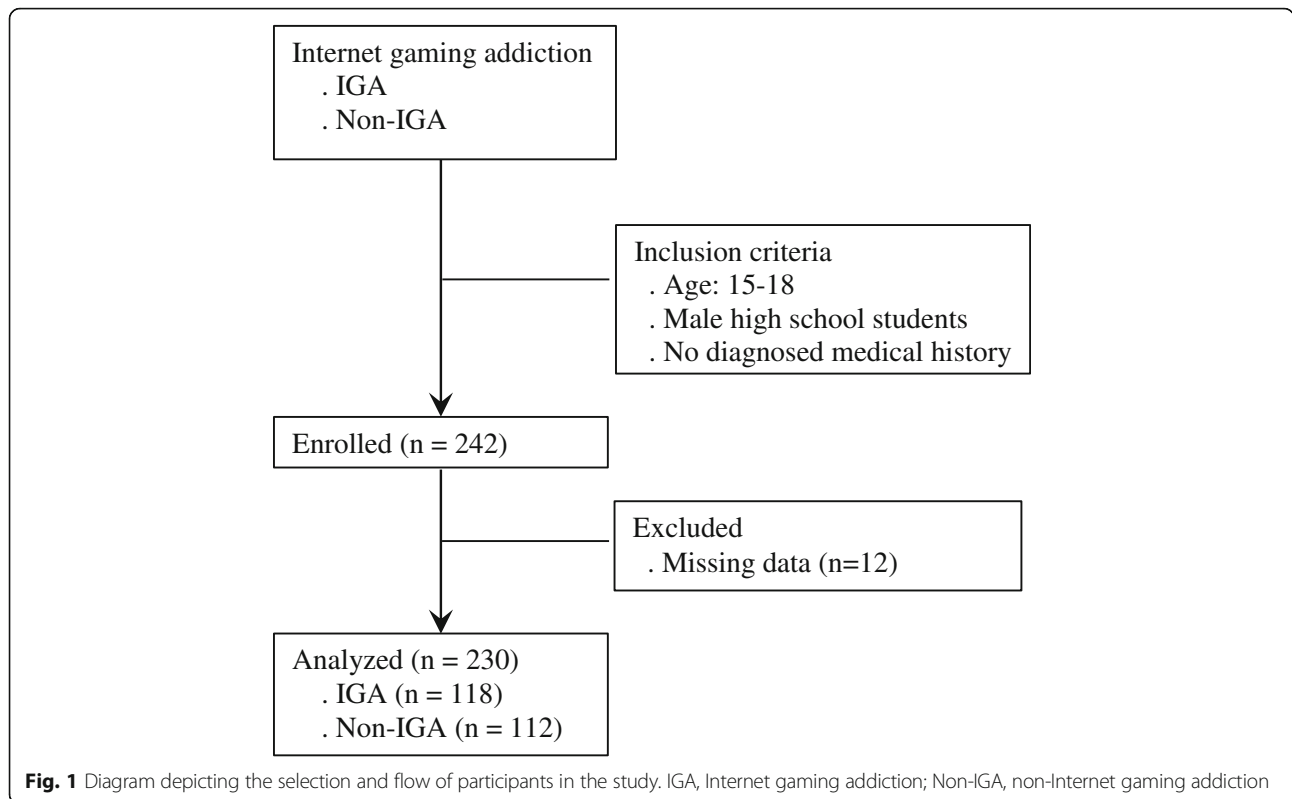 Internet gaming addiction
. IGA
. Non-IGA
Inclusion criteria
. Age: 15-18
. Male high school students
. No diagnosed medical history
Enrolled (n = 242)
Excluded
. Missing data (n=12)
Analyzed (n = 230)
. IGA (n = 118)
. Non-IGA (n = 112)
Fig. 1 Diagram depicting the selection and flow of participants in the study. IGA, Internet gaming addiction; Non-IGA, non-Internet gaming addiction